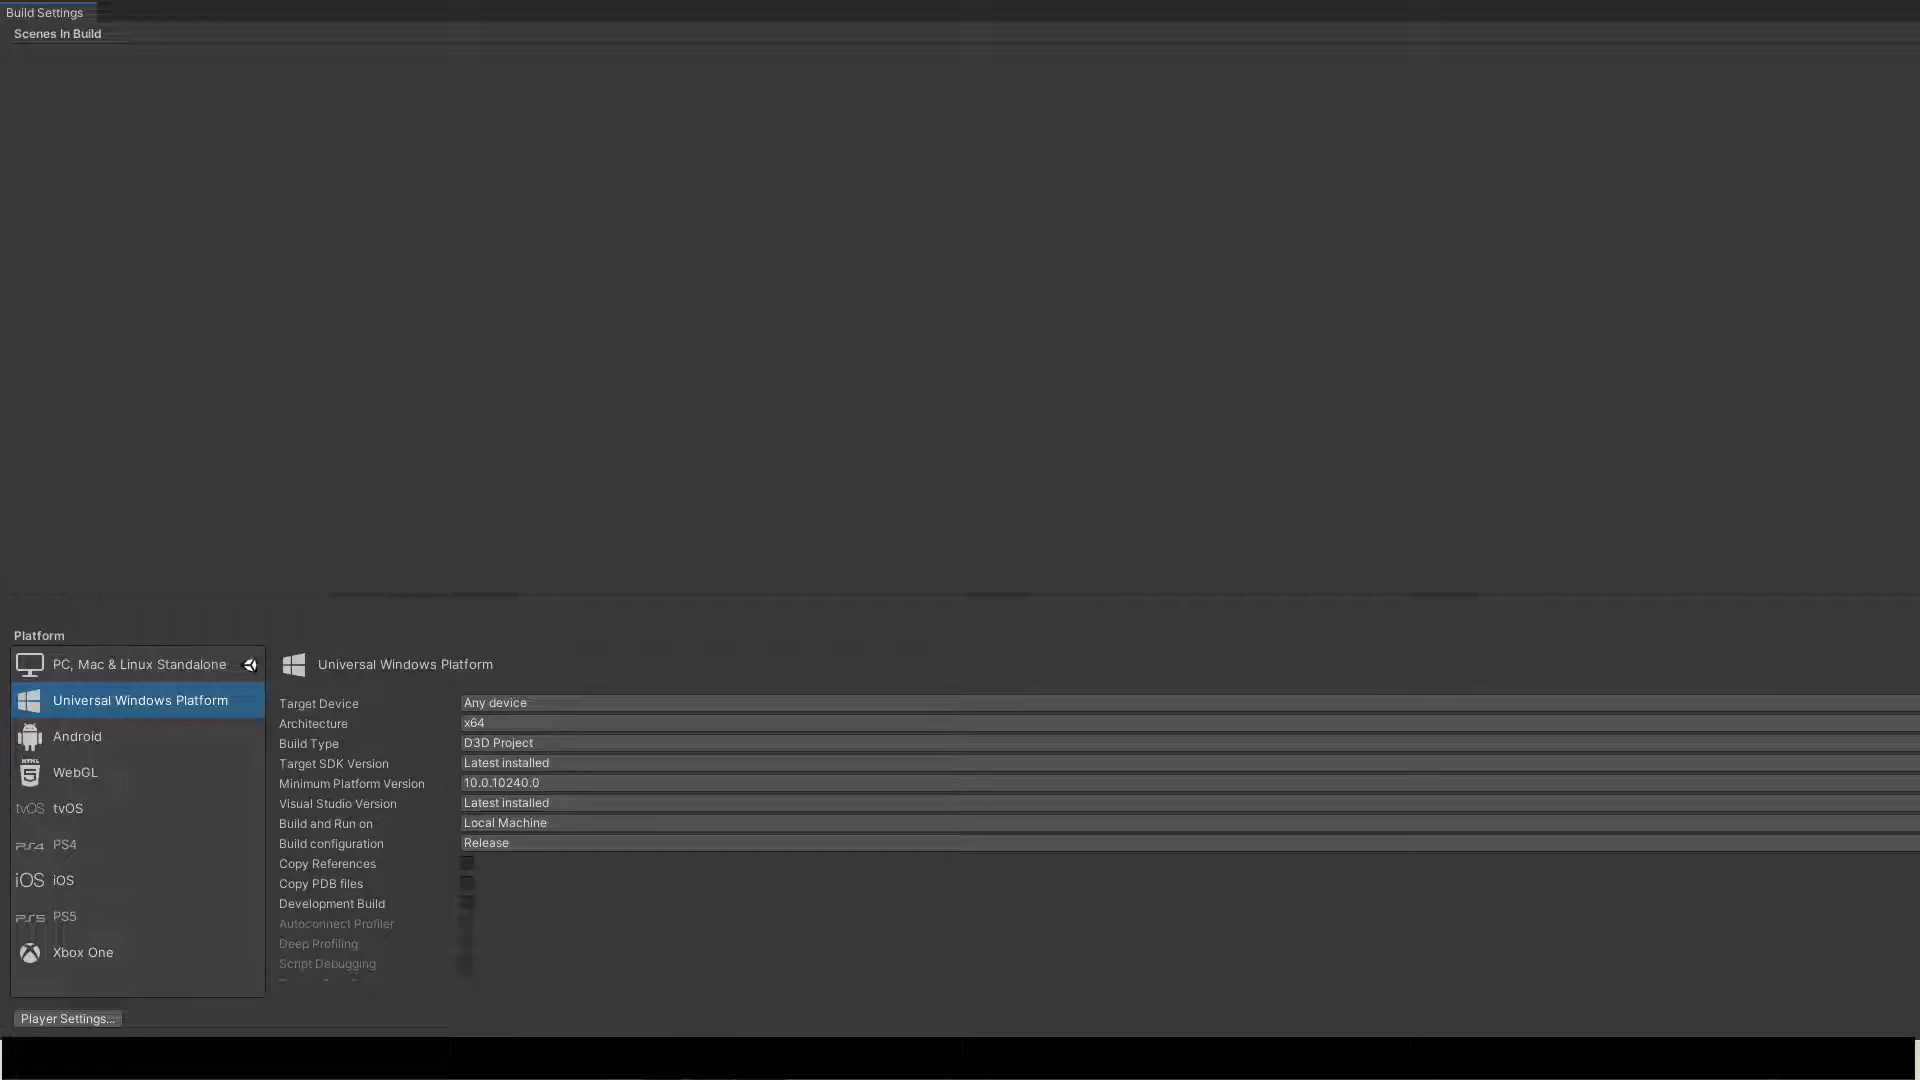 Build Settings
Scenes In Build
Platform
PC, Mac & Linux Standalone
Universal Windows Platform
Android
HTML 5 WebGL
tvOS tvOS
PS4 PS4
iOS iOS
PS5 PS5
Xbox One
Player Settings...
Universal Windows Platform
Target Device Any device
Architecture x64
Build Type D3D Project
Target SDK Version Latest installed
Minimum Platform Version 10.0.10240.0
Visual Studio Version Latest installed
Build and Run on Local Machine
Build configuration Release
Copy References
Copy PDB files
Development Build
Autoconnect Profiler
Deep Profiling
Script Debugging